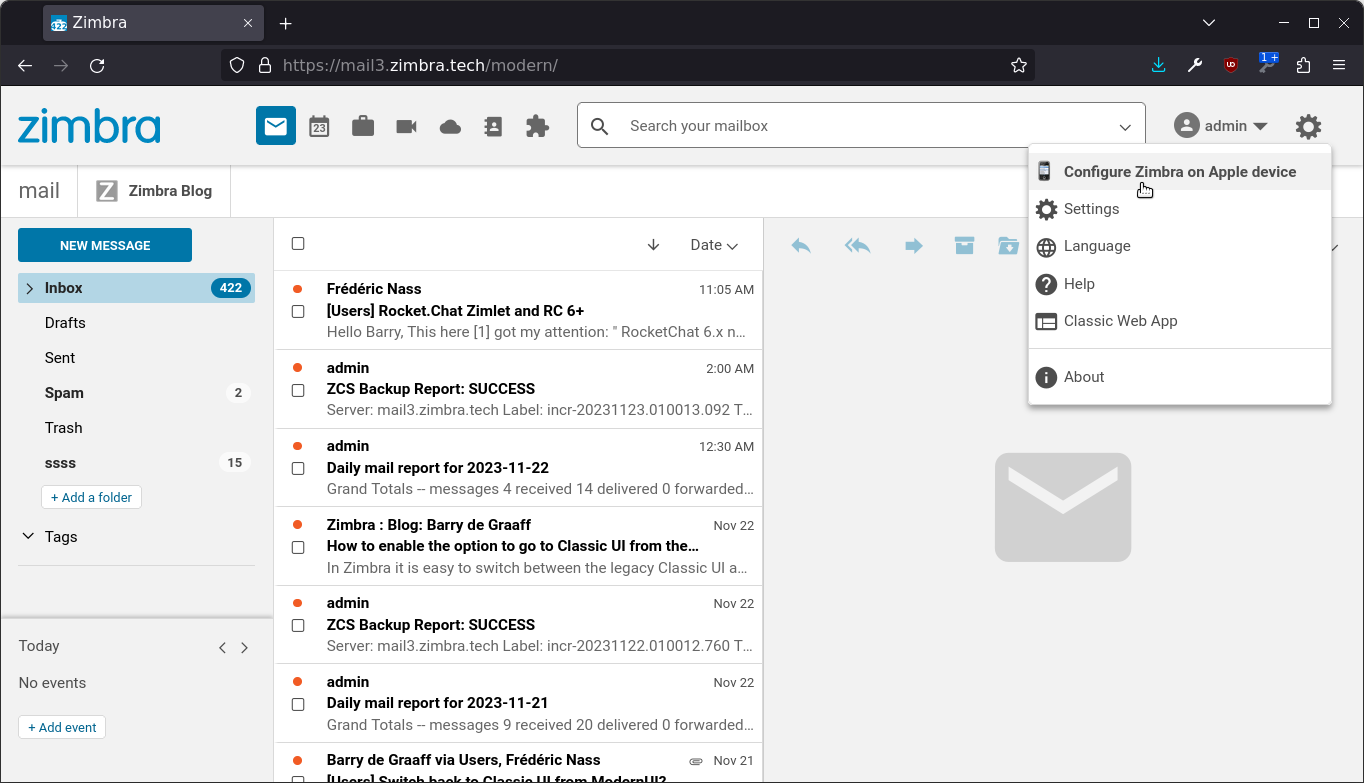 Zimbra
https://mail3.zimbra.tech/modern/
1 +
zimbra
23
Search your mailbox
admin
mail
Z Zimbra Blog
Configure Zimbra on Apple device
Settings
Language
Help
Classic Web App
About
NEW MESSAGE
Inbox 422
Drafts
Sent
Spam 2
Trash
ssss 15
+ Add a folder
Tags
Today
No events
+ Add event
Date
Frédéric Nass 11:05 AM
[Users] Rocket.Chat Zimlet and RC 6+
Hello Barry, This here [1] got my attention: " RocketChat 6.x n...
admin 2:00 AM
ZCS Backup Report: SUCCESS
Server: mail3.zimbra.tech Label: incr-20231123.010013.092 T...
admin 12:30 AM
Daily mail report for 2023-11-22
Grand Totals -- messages 4 received 14 delivered 0 forwarded...
Zimbra : Blog: Barry de Graaff Nov 22
How to enable the option to go to Classic UI from the...
In Zimbra it is easy to switch between the legacy Classic UI a...
admin Nov 22
ZCS Backup Report: SUCCESS
Server: mail3.zimbra.tech Label: incr-20231122.010012.760 T...
admin Nov 22
Daily mail report for 2023-11-21
Grand Totals -- messages 9 received 20 delivered 0 forwarded...
Barry de Graaff via Users, Frédéric Nass Nov 21
[Users] Switch back to Classic UI from ModernUI?